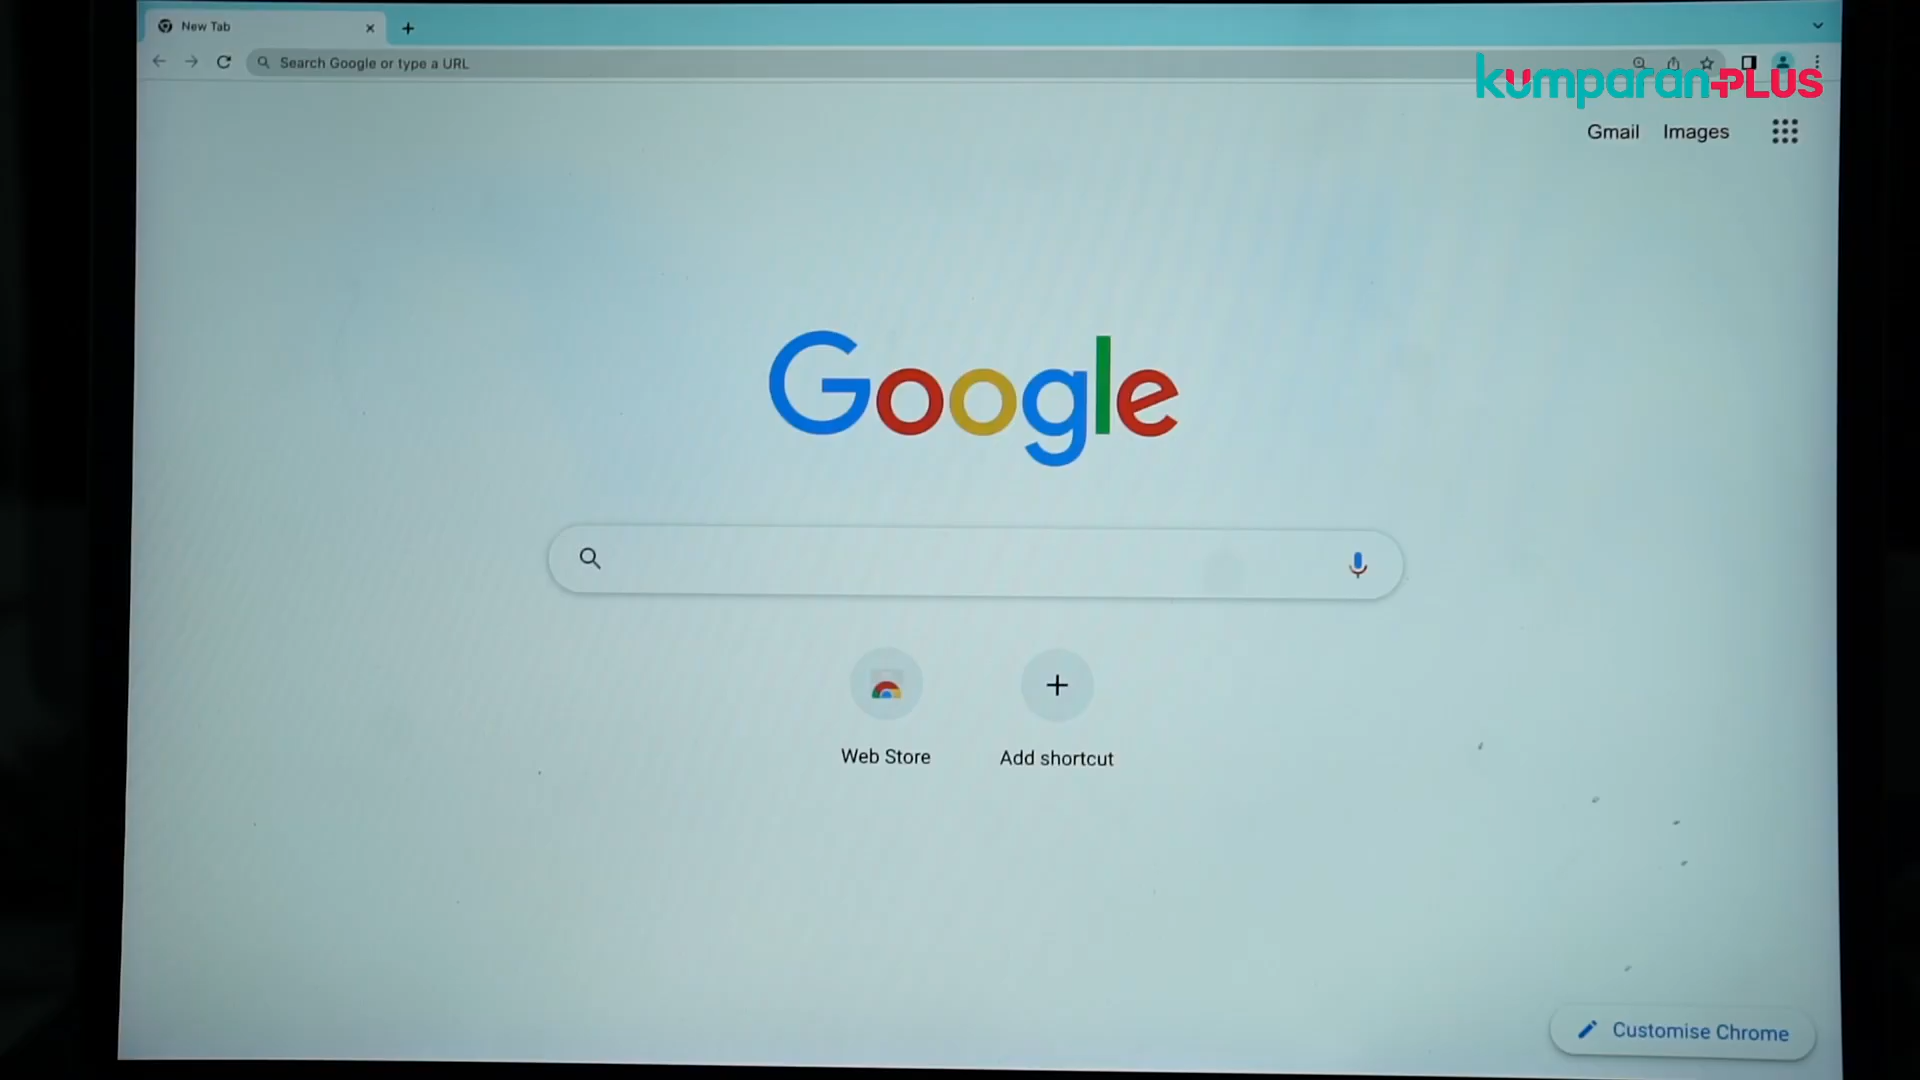 New Tab
Search Google or type a URL
kumparanPLUS
Gmail Images
Google
Web Store Add shortcut
Customise Chrome